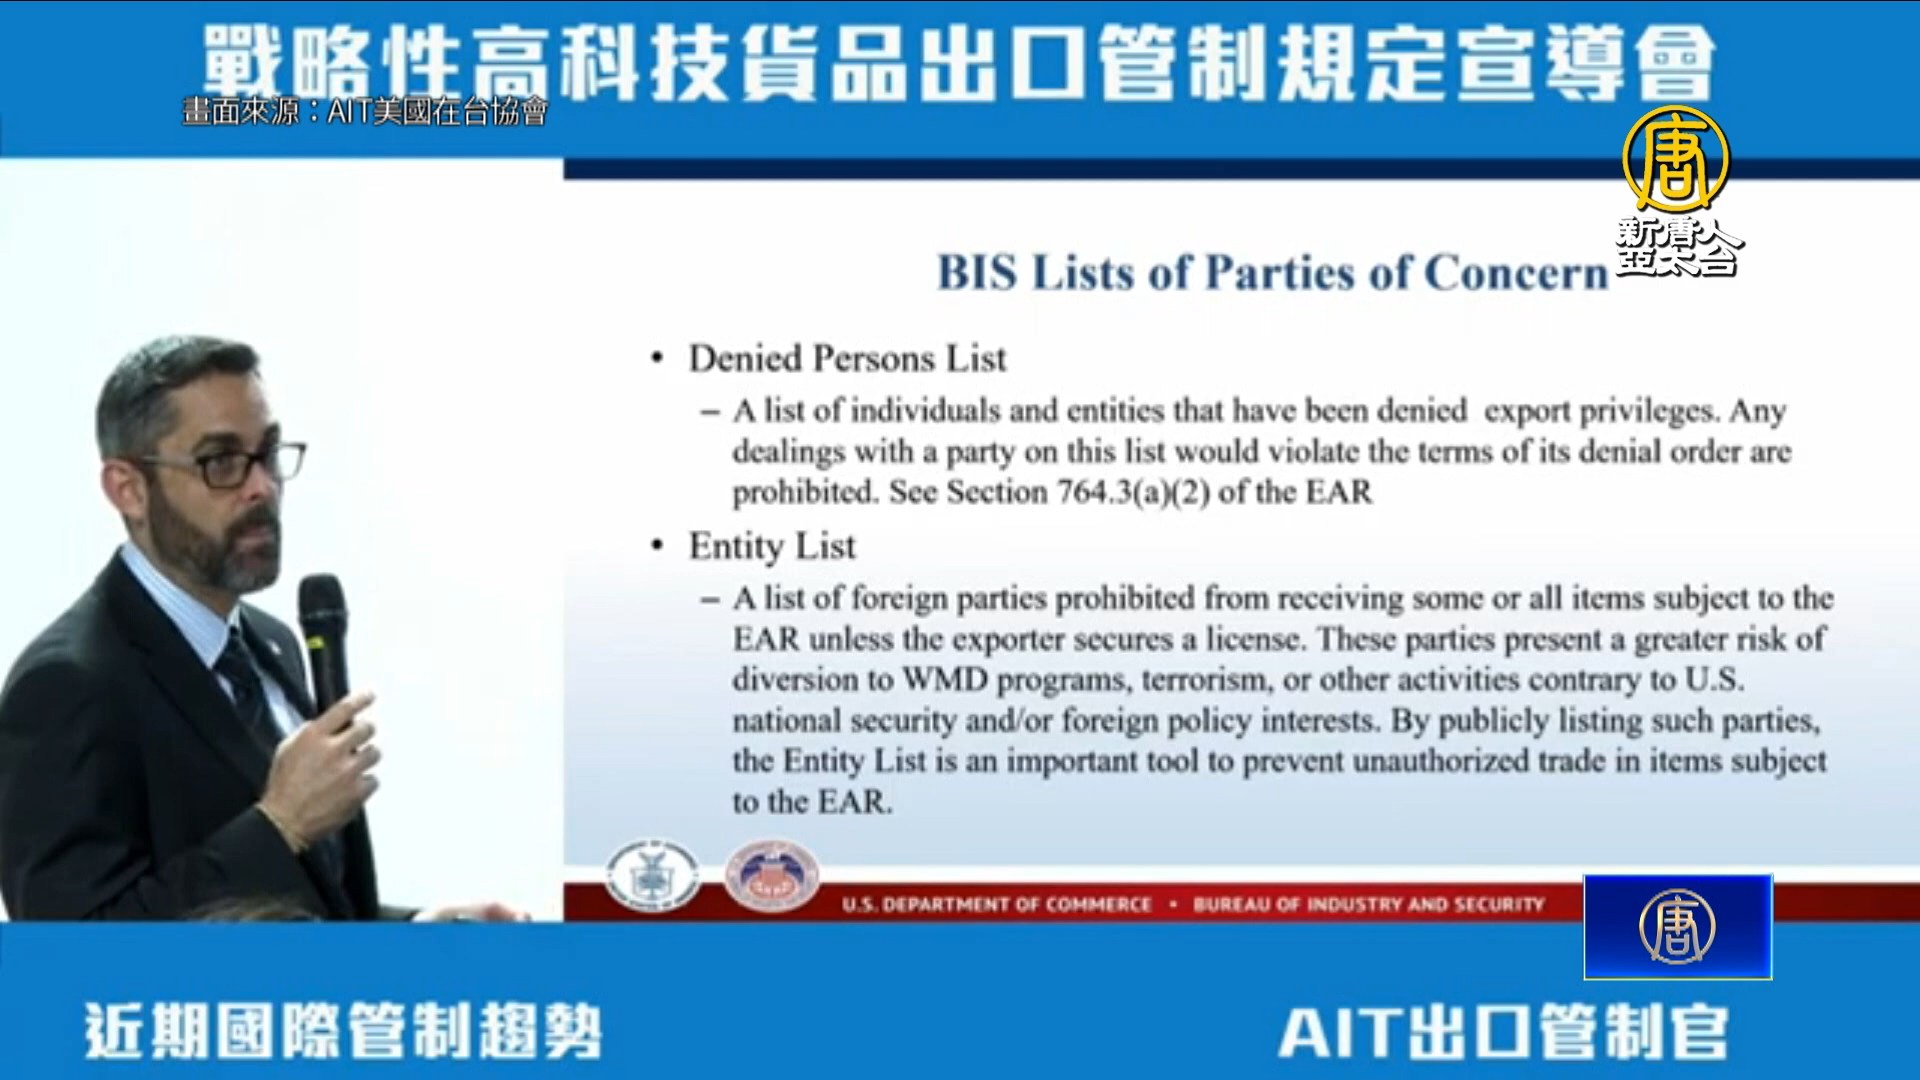 戰略性高科技貨品出口管制規定宣導會
畫面來源：AIT美國在台協會
唐
新唐人
亞太台
BIS Lists of Parties of Concern
• Denied Persons List
– A list of individuals and entities that have been denied export privileges. Any
dealings with a party on this list would violate the terms of its denial order are
prohibited. See Section 764.3(a)(2) of the EAR
• Entity List
– A list of foreign parties prohibited from receiving some or all items subject to the
EAR unless the exporter secures a license. These parties present a greater risk of
diversion to WMD programs, terrorism, or other activities contrary to U.S.
national security and/or foreign policy interests. By publicly listing such parties,
the Entity List is an important tool to prevent unauthorized trade in items subject
to the EAR.
U.S. DEPARTMENT OF COMMERCE • BUREAU OF INDUSTRY AND SECURITY
唐
近期國際管制趨勢
AIT出口管制官